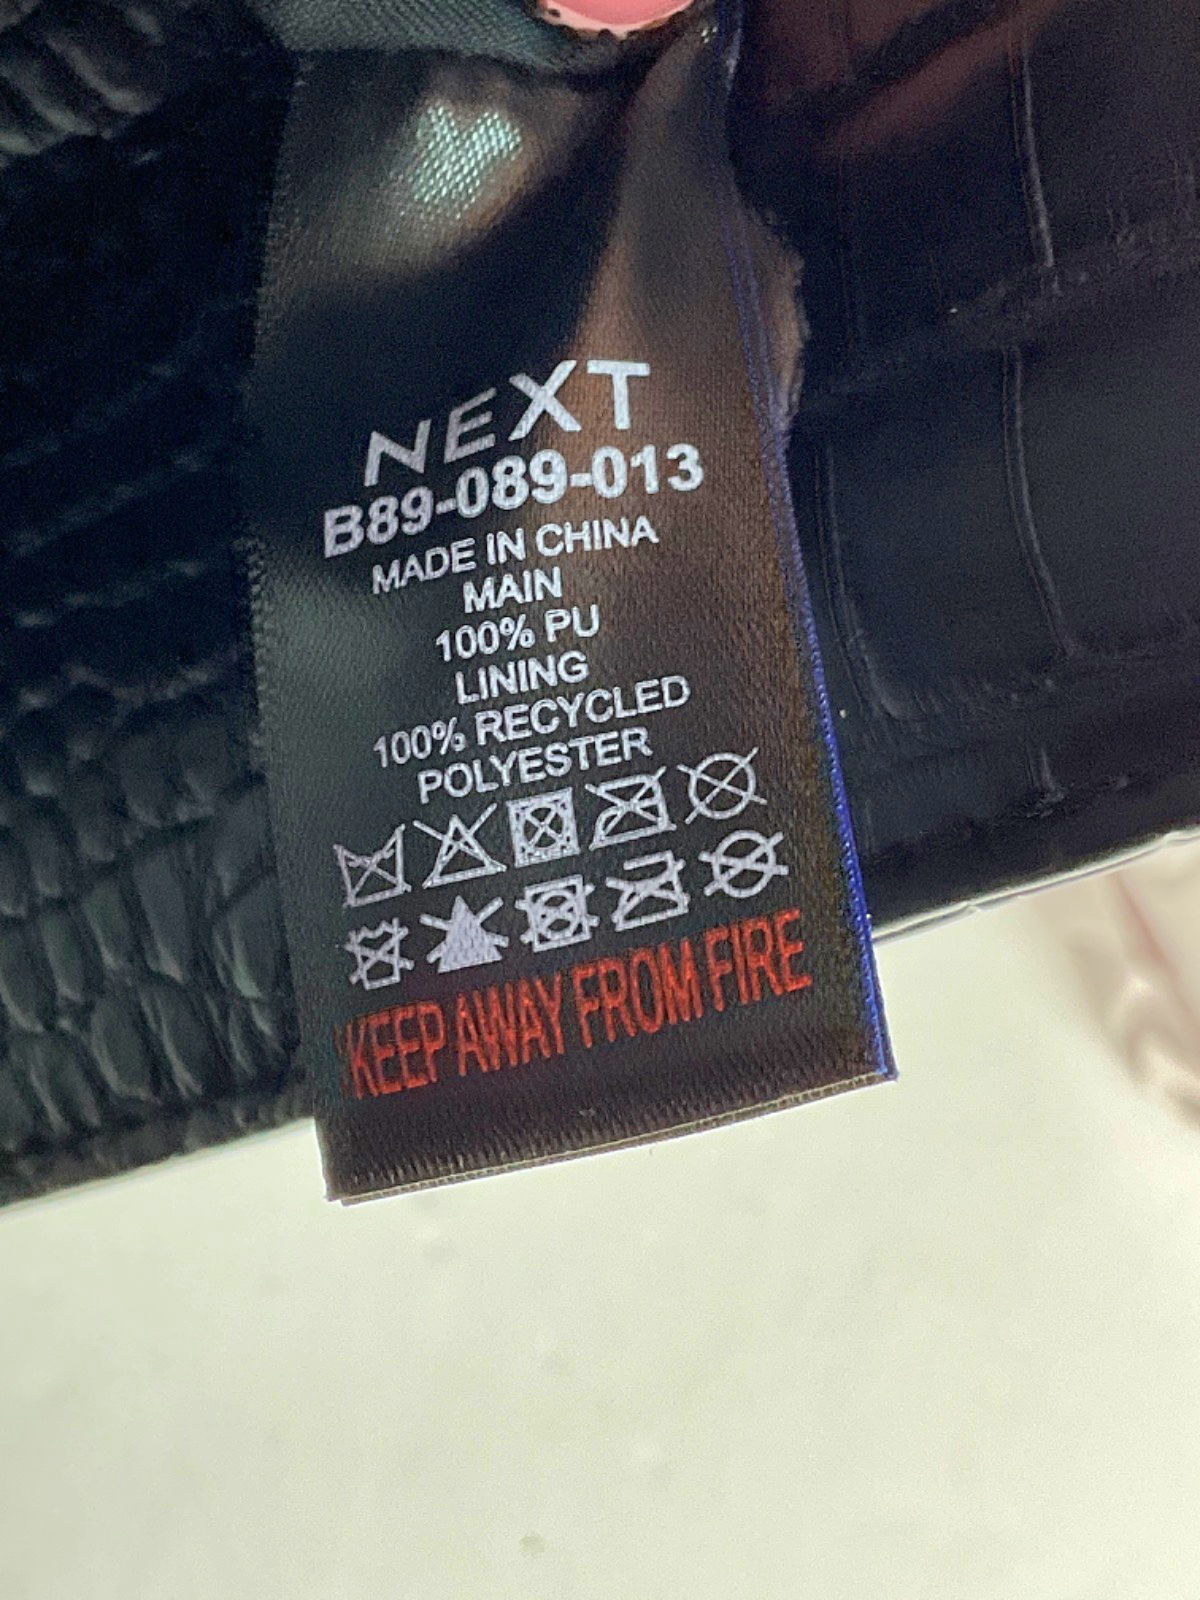 NEXT
B89-089-013
MADE IN CHINA
MAIN
100% PU
LINING
100% RECYCLED
POLYESTER
KEEP AWAY FROM FIRE